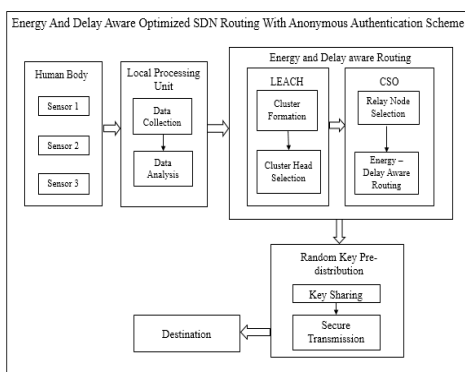 Energy And Delay Aware Optimized SDN Routing With Anonymous Authentication Scheme
Human Body
Sensor 1
Sensor 2
Sensor 3
Local Processing
Unit
Data
Collection
Data
Analysis
Energy and Delay aware Routing
LEACH
Cluster
Formation
Cluster Head
Selection
CSO
Relay Node
Selection
Energy –
Delay Aware
Routing
Random Key Pre-
distribution
Key Sharing
Secure
Transmission
Destination